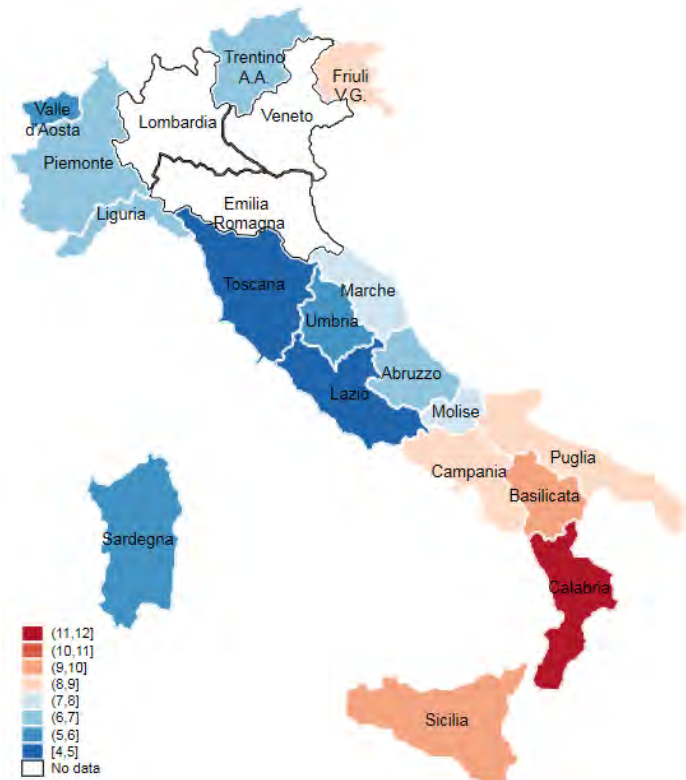 Trentino
A.A.
Friuli
V.G.
Valle
d'Aosta
Lombardia
Veneto
Piemonte
Emilia
Romagna
Liguria
Toscana
Marche
Umbria
Abruzzo
Lazio
Molise
Campania
Puglia
Basilicata
Sardegna
Calabria
Sicilia
(11,12]
(10,11]
(9,10]
(8,9]
(7,8]
(6,7]
(5,6]
[4,5]
No data